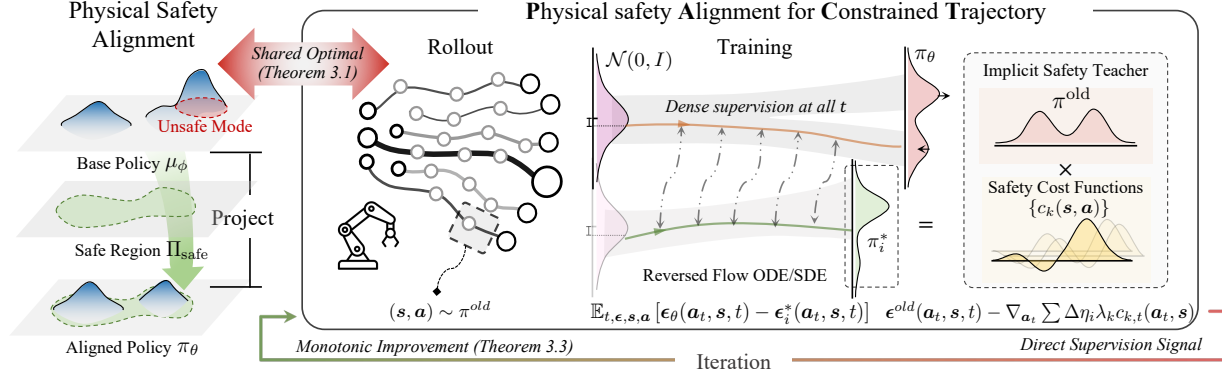 Physical Safety
Alignment
Unsafe Mode
Base Policy μ_ϕ
Project
Safe Region Π_safe
Aligned Policy π_θ
Shared Optimal
(Theorem 3.1)
Physical safety Alignment for Constrained Trajectory
Rollout
(s, a) ∼ π^old
Training
N(0, I)
π_θ
Dense supervision at all t
π_i^*
Reversed Flow ODE/SDE
=
Implicit Safety Teacher
π^old
×
Safety Cost Functions
{c_k(s, a)}
𝔼_{t,ϵ,s,a} [ϵ_θ(a_t, s, t) − ϵ_i^*(a_t, s, t)]
ϵ^old(a_t, s, t) − ∇_{a_t} ∑ Δη_i λ_k c_{k,t}(a_t, s)
Monotonic Improvement (Theorem 3.3)
Iteration
Direct Supervision Signal